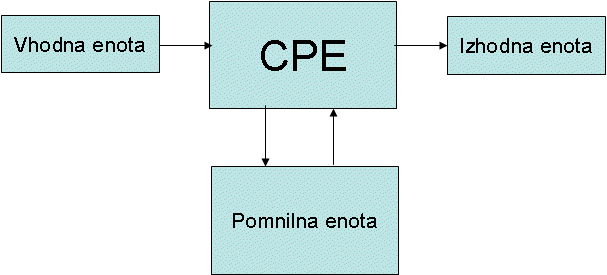 Vhodna enota
CPE
Izhodna enota
Pomnilna enota